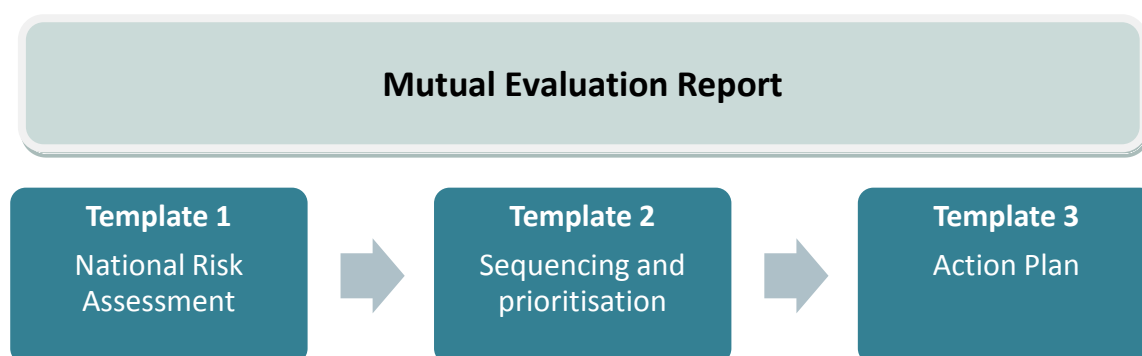 Mutual Evaluation Report
Template 1
National Risk
Assessment
Template 2
Sequencing and
prioritisation
Template 3
Action Plan